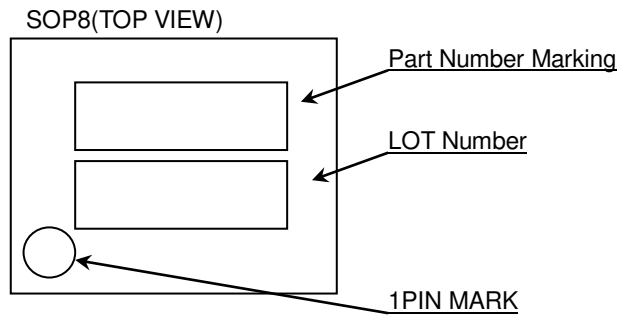 SOP8(TOP VIEW)
Part Number Marking
LOT Number
1PIN MARK